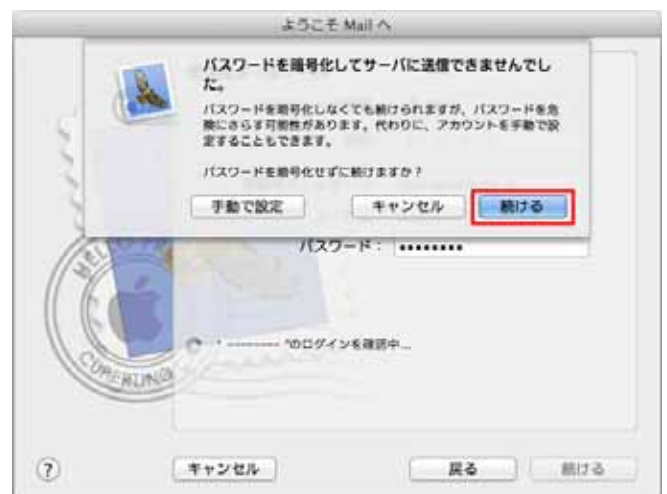 ようこそ Mail へ
パスワードを暗号化してサーバに送信できませんでし
た。
パスワードを暗号化しなくても続けられますが、パスワードを危
険にさらす可能性があります。代わりに、アカウントを手動で設
定することもできます。
パスワードを暗号化せずに続けますか？
手動で設定 キャンセル 続ける
パスワード： ••••••••
"-------- "のログインを確認中...
? キャンセル 戻る 続ける